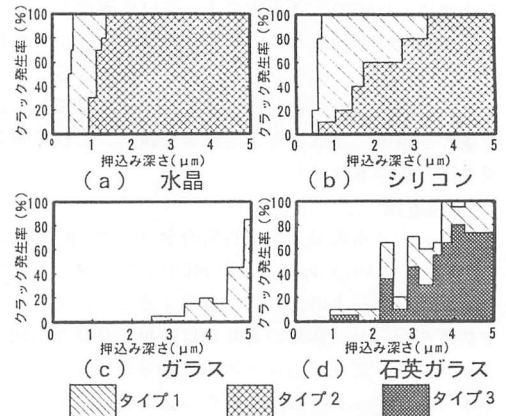 クラック発生率 (%)
100
80
60
40
20
0
0 1 2 3 4 5
押込み深さ(μm)
(a) 水晶
クラック発生率 (%)
100
80
60
40
20
0
0 1 2 3 4 5
押込み深さ(μm)
(b) シリコン
クラック発生率 (%)
100
80
60
40
20
0
0 1 2 3 4 5
押込み深さ(μm)
(c) ガラス
クラック発生率 (%)
100
80
60
40
20
0
0 1 2 3 4 5
押込み深さ(μm)
(d) 石英ガラス
タイプ1 タイプ2 タイプ3